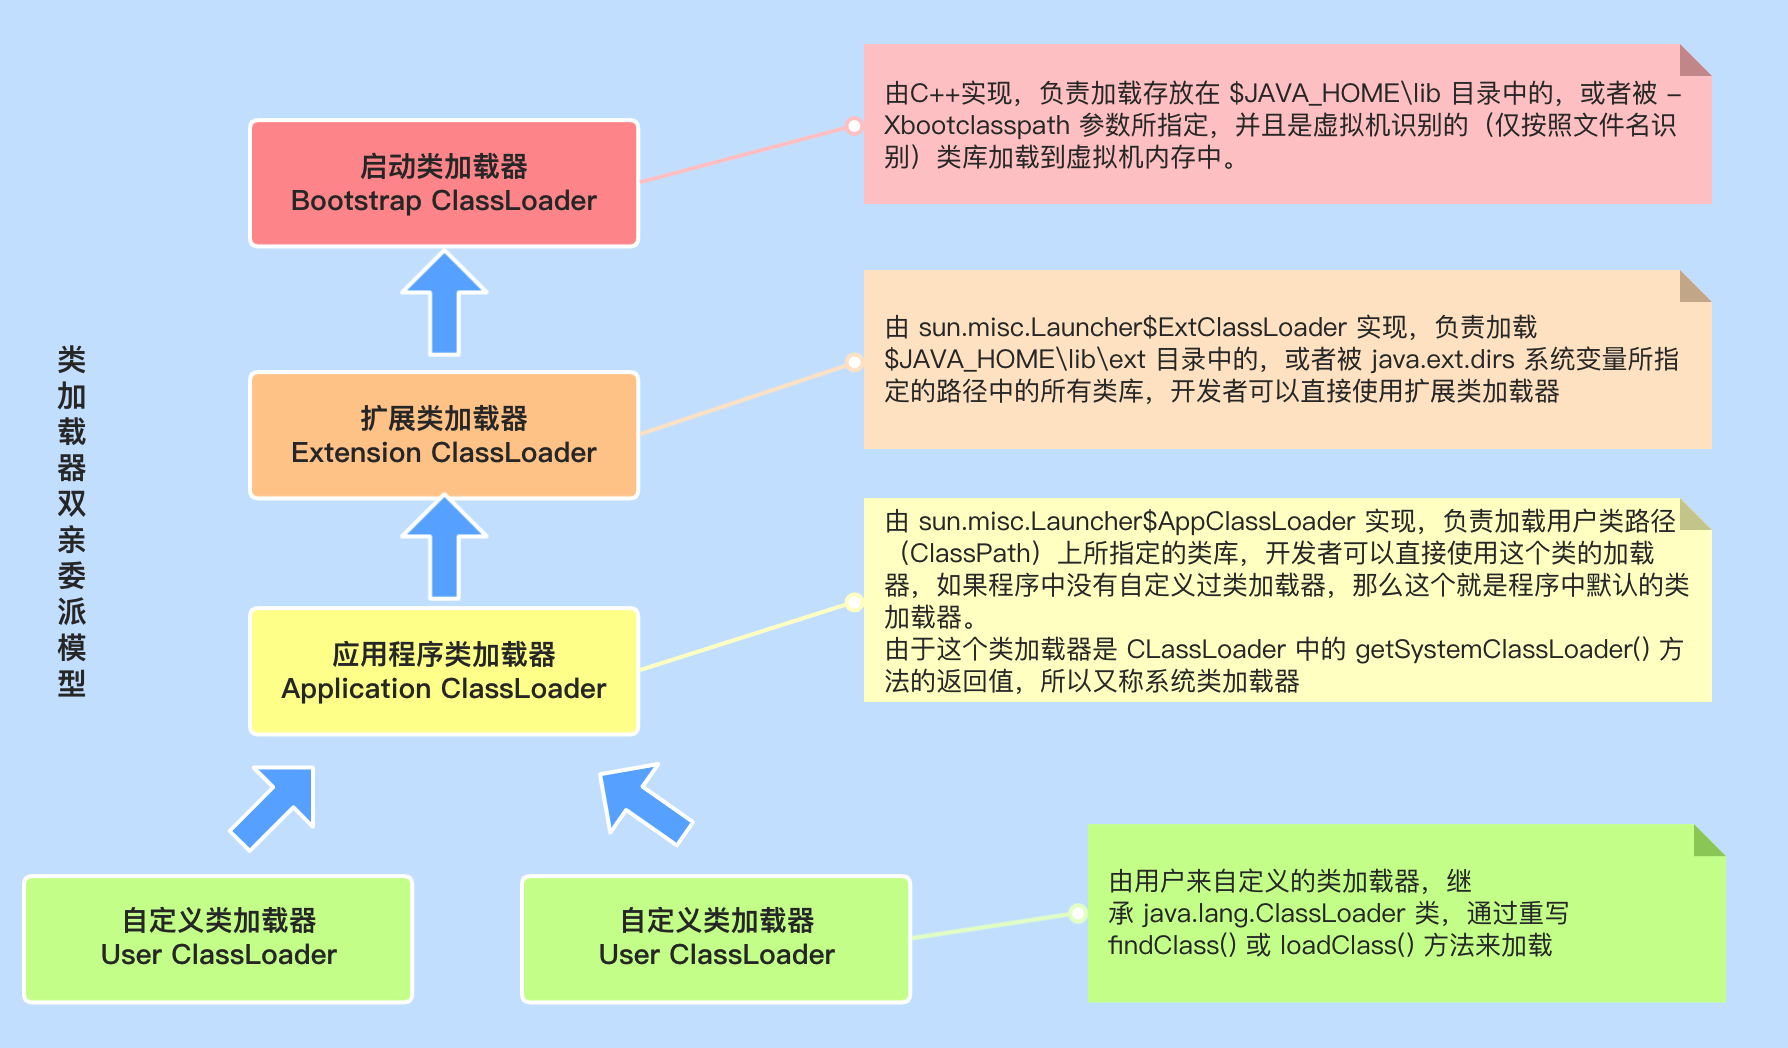 类加载器双亲委派模型
启动类加载器
Bootstrap ClassLoader
由C++实现，负责加载存放在 $JAVA_HOME\lib 目录中的，或者被 –
Xbootclasspath 参数所指定，并且是虚拟机识别的（仅按照文件名识
别）类库加载到虚拟机内存中。
扩展类加载器
Extension ClassLoader
由 sun.misc.Launcher$ExtClassLoader 实现，负责加载
$JAVA_HOME\lib\ext 目录中的，或者被 java.ext.dirs 系统变量所指
定的路径中的所有类库，开发者可以直接使用扩展类加载器
应用程序类加载器
Application ClassLoader
由 sun.misc.Launcher$AppClassLoader 实现，负责加载用户类路径
（ClassPath）上所指定的类库，开发者可以直接使用这个类的加载
器，如果程序中没有自定义过类加载器，那么这个就是程序中默认的类
加载器。
由于这个类加载器是 CLassLoader 中的 getSystemClassLoader() 方
法的返回值，所以又称系统类加载器
自定义类加载器
User ClassLoader
自定义类加载器
User ClassLoader
由用户来自定义的类加载器，继
承 java.lang.ClassLoader 类，通过重写
findClass() 或 loadClass() 方法来加载